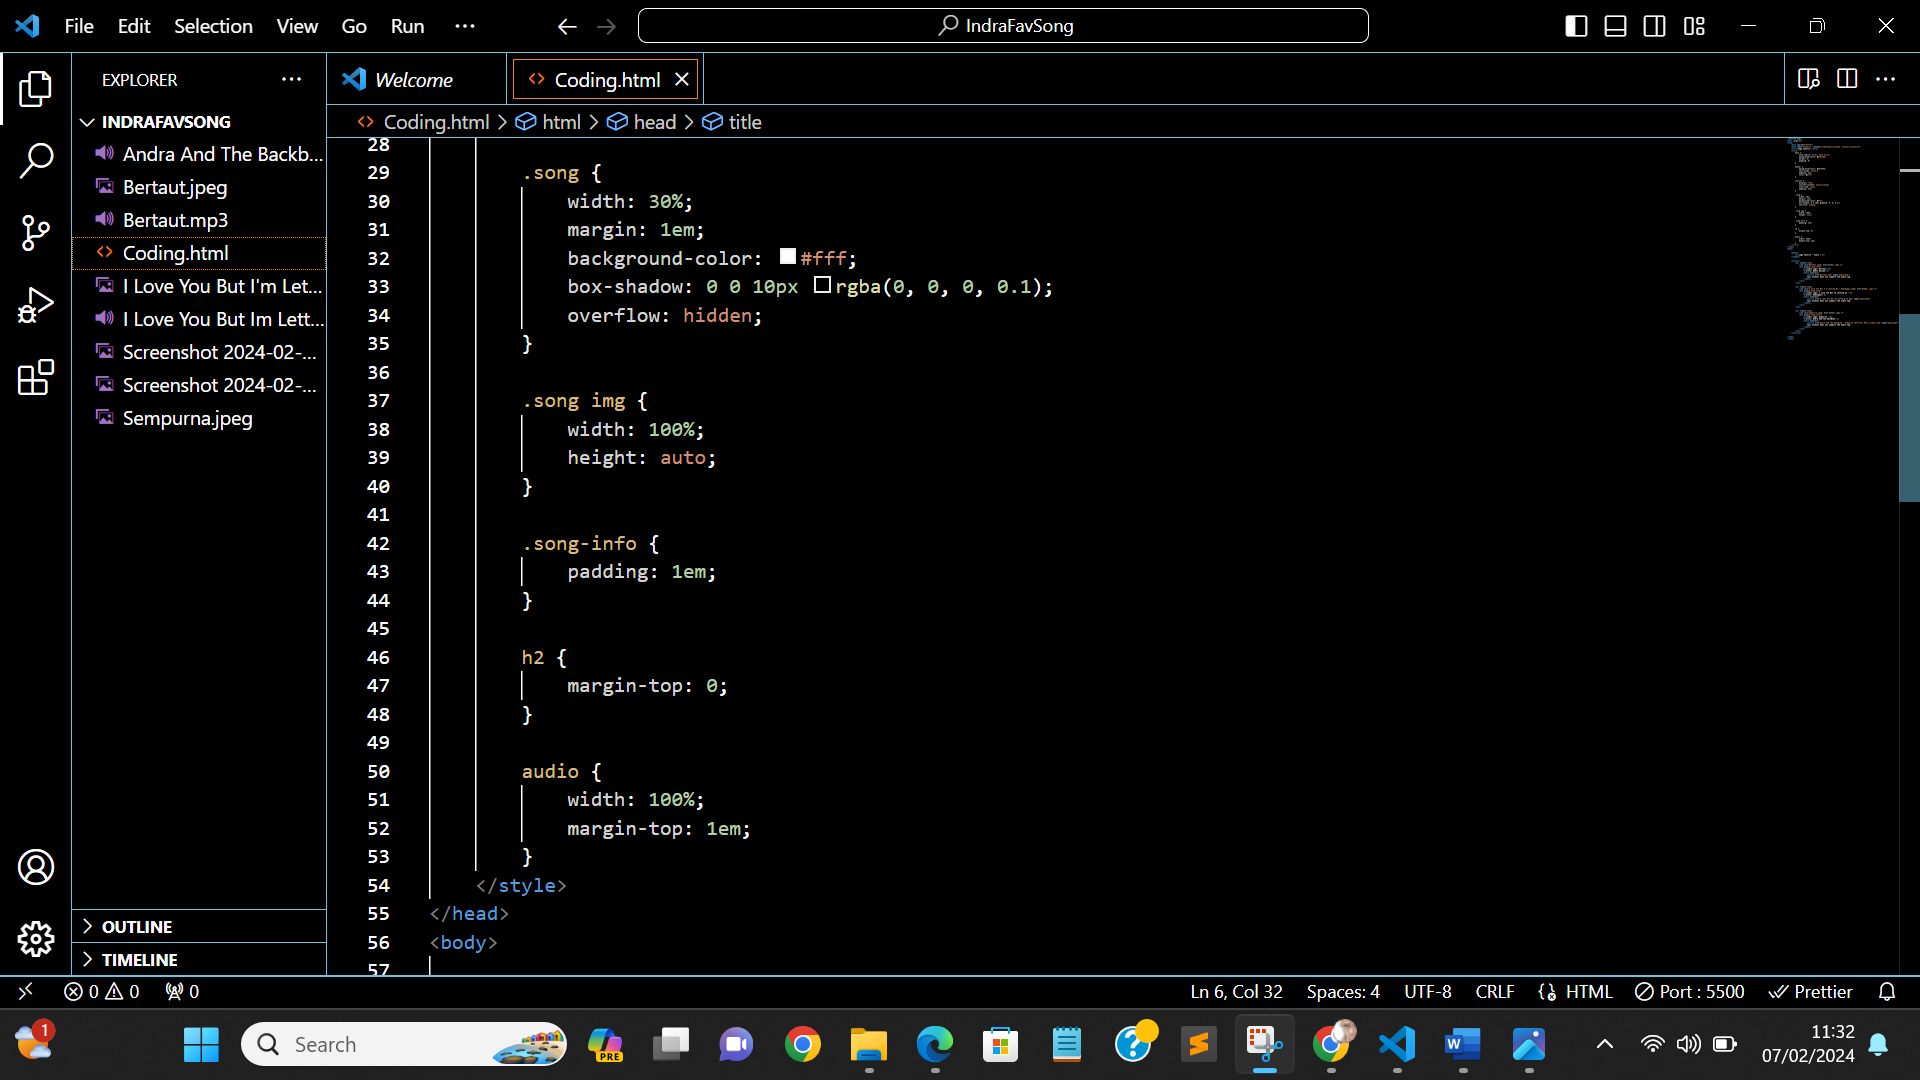 File Edit Selection View Go Run ···
IndraFavSong
EXPLORER ···
INDRAFAVSONG
Andra And The Backb...
Bertaut.jpeg
Bertaut.mp3
Coding.html
I Love You But I'm Let...
I Love You But Im Lett...
Screenshot 2024-02-...
Screenshot 2024-02-...
Sempurna.jpeg
OUTLINE
TIMELINE
Welcome
Coding.html
Coding.html > html > head > title
28
29 .song {
30 width: 30%;
31 margin: 1em;
32 background-color: #fff;
33 box-shadow: 0 0 10px rgba(0, 0, 0, 0.1);
34 overflow: hidden;
35 }
36
37 .song img {
38 width: 100%;
39 height: auto;
40 }
41
42 .song-info {
43 padding: 1em;
44 }
45
46 h2 {
47 margin-top: 0;
48 }
49
50 audio {
51 width: 100%;
52 margin-top: 1em;
53 }
54 </style>
55 </head>
56 <body>
57
0 0 0
Ln 6, Col 32 Spaces: 4 UTF-8 CRLF HTML Port : 5500 Prettier
1
Search
PRE
11:32
07/02/2024